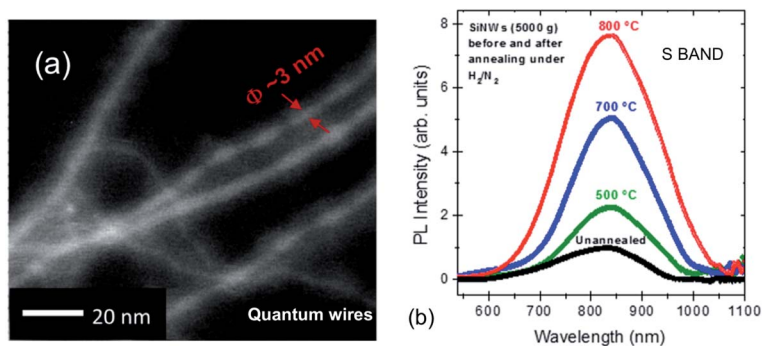 (a)
Φ ~3 nm
20 nm
Quantum wires
(b)
SiNWs (5000 g)
before and after
annealing under
H₂/N₂
800 °C
S BAND
700 °C
500 °C
Unannealed
PL Intensity (arb. units)
8
6
4
2
0
600 700 800 900 1000 1100
Wavelength (nm)